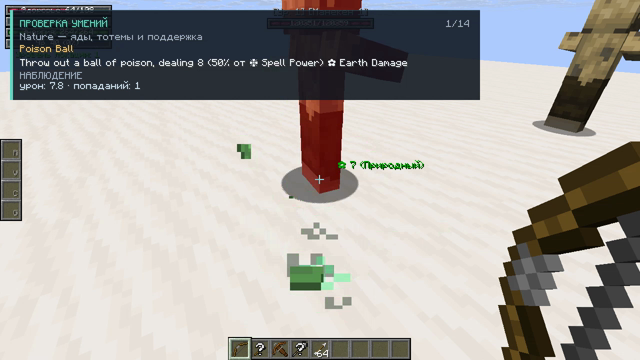 ПРОВЕРКА УМЕНИЙ
1/14
Nature — яды, тотемы и поддержка
Poison Ball
Throw out a ball of poison, dealing 8 (50% от ✠ Spell Power) ✿ Earth Damage
НАБЛЮДЕНИЕ
урон: 7.8 · попаданий: 1
✿ 7 (Природный)
64